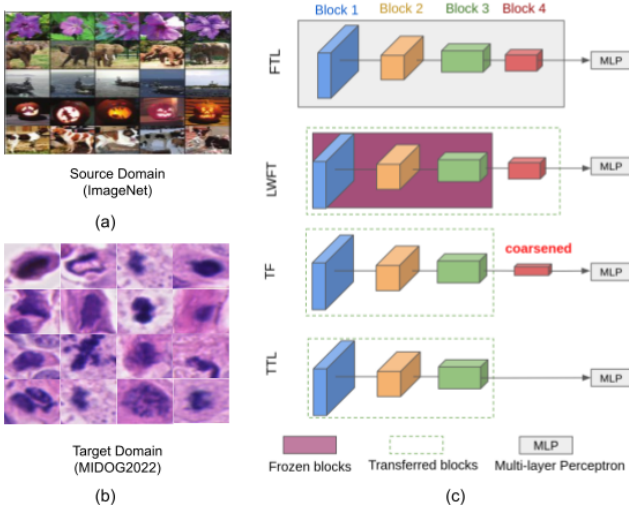 Source Domain
(ImageNet)
(a)
Target Domain
(MIDOG2022)
(b)
Block 1 Block 2 Block 3 Block 4
FTL
MLP
LWFT
MLP
TF
coarsened
MLP
TTL
MLP
Frozen blocks
Transferred blocks
MLP
Multi-layer Perceptron
(c)